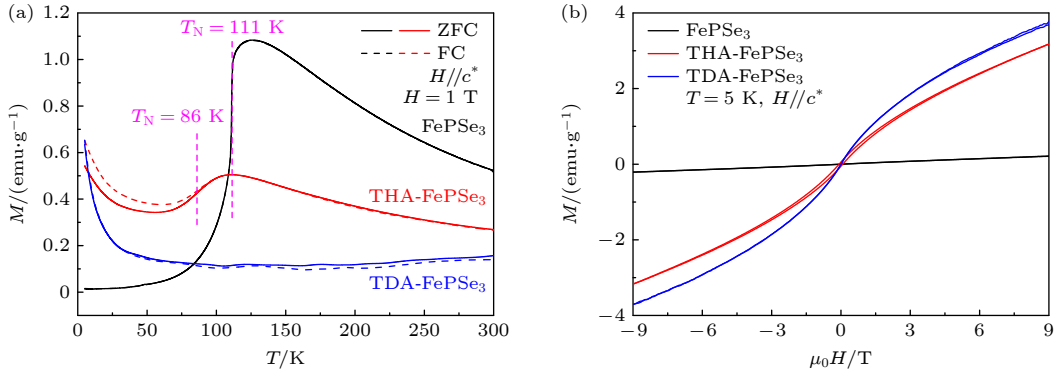 (a)
1.2
1.0
0.8
0.6
0.4
0.2
0
M/(emu·g⁻¹)
T_N = 111 K
T_N = 86 K
ZFC
FC
H//c*
H = 1 T
FePSe₃
THA-FePSe₃
TDA-FePSe₃
0 50 100 150 200 250 300
T/K
(b)
4
2
0
−2
−4
M/(emu·g⁻¹)
FePSe₃
THA-FePSe₃
TDA-FePSe₃
T = 5 K, H//c*
−9 −6 −3 0 3 6 9
μ₀H/T